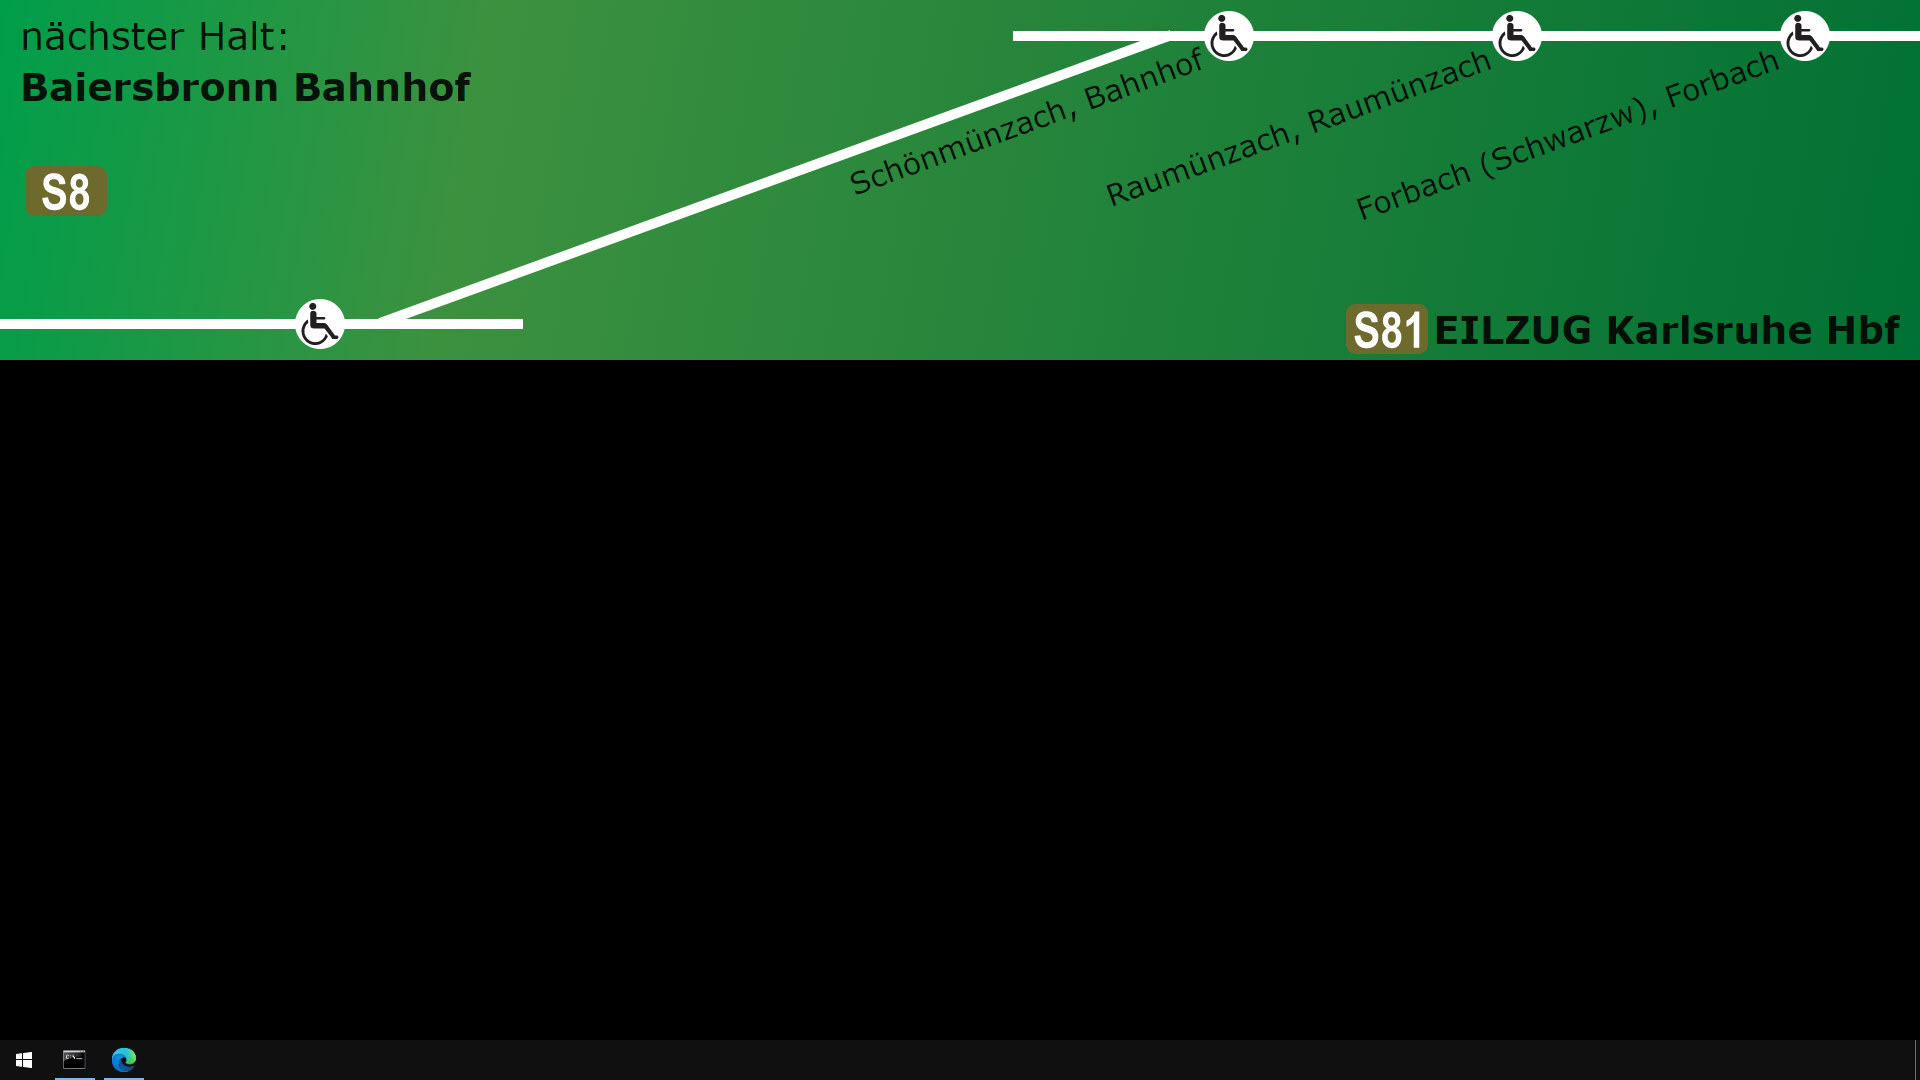 nächster Halt:
Baiersbronn Bahnhof
S8
Schönmünzach, Bahnhof
Raumünzach, Raumünzach
Forbach (Schwarzw), Forbach
S81 EILZUG Karlsruhe Hbf